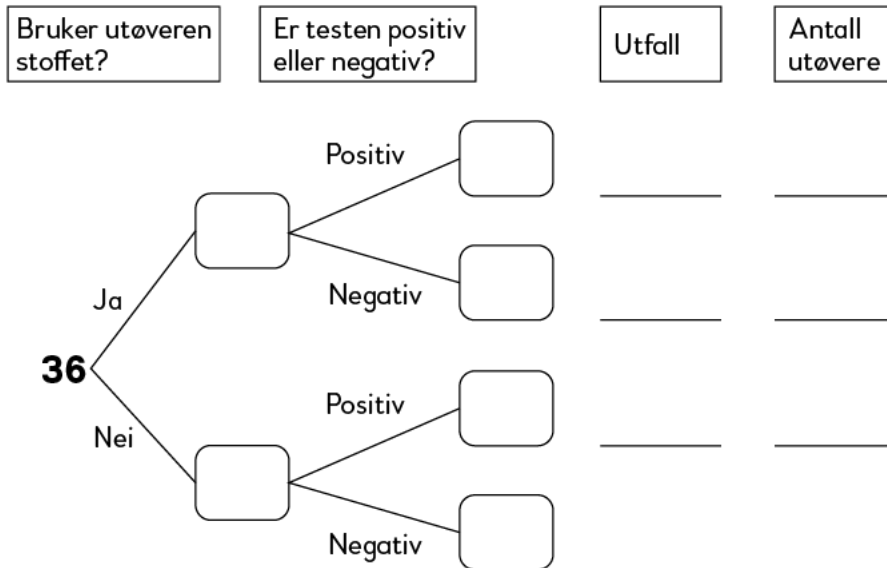 Bruker utøveren
stoffet?
Er testen positiv
eller negativ?
Utfall
Antall
utøvere
Positiv
Negativ
Ja
36
Nei
Positiv
Negativ